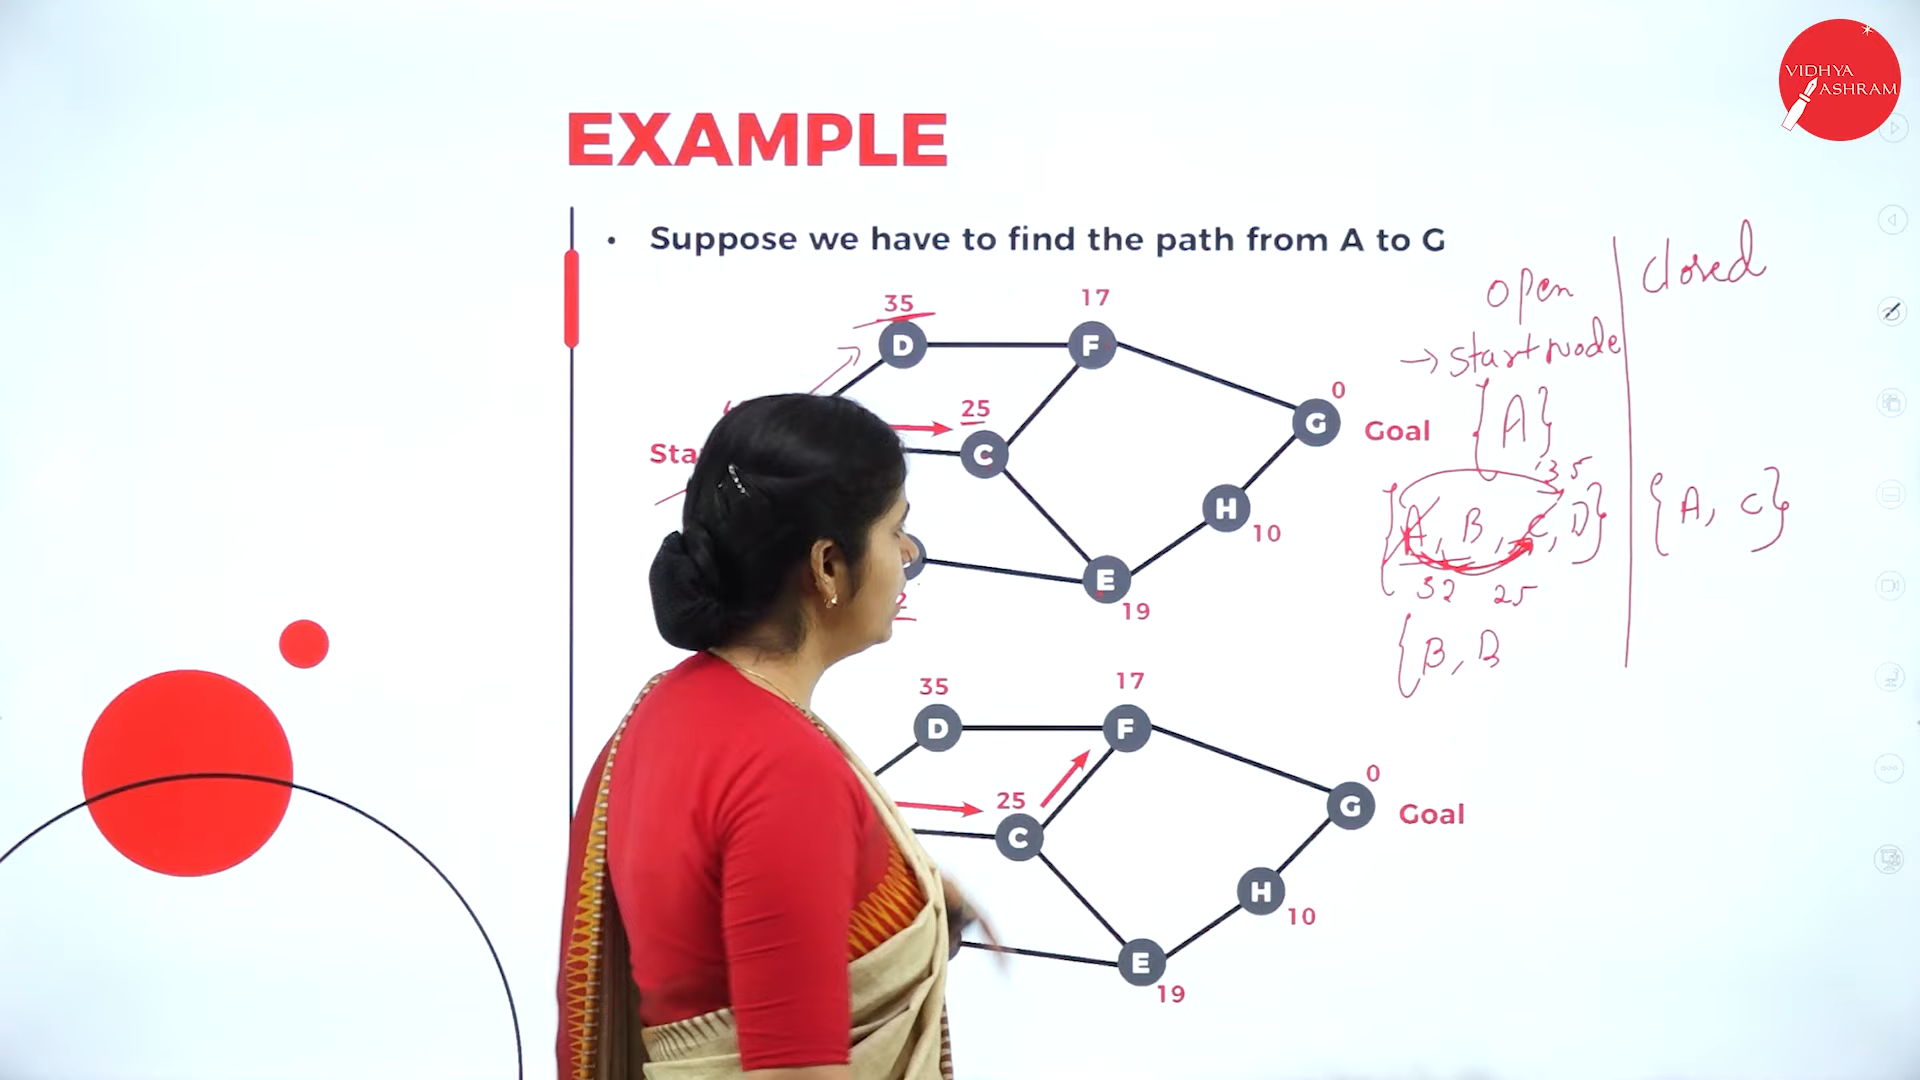 VIDHYA
ASHRAM
EXAMPLE
• Suppose we have to find the path from A to G
open
closed
→ start node
{A}
35
{A, B, C, D}
{A, C}
32 25
{B, D
35
17
D
F
0
25
G
Goal
C
H
10
E
19
35
17
D
F
0
25
G
Goal
C
H
10
E
19